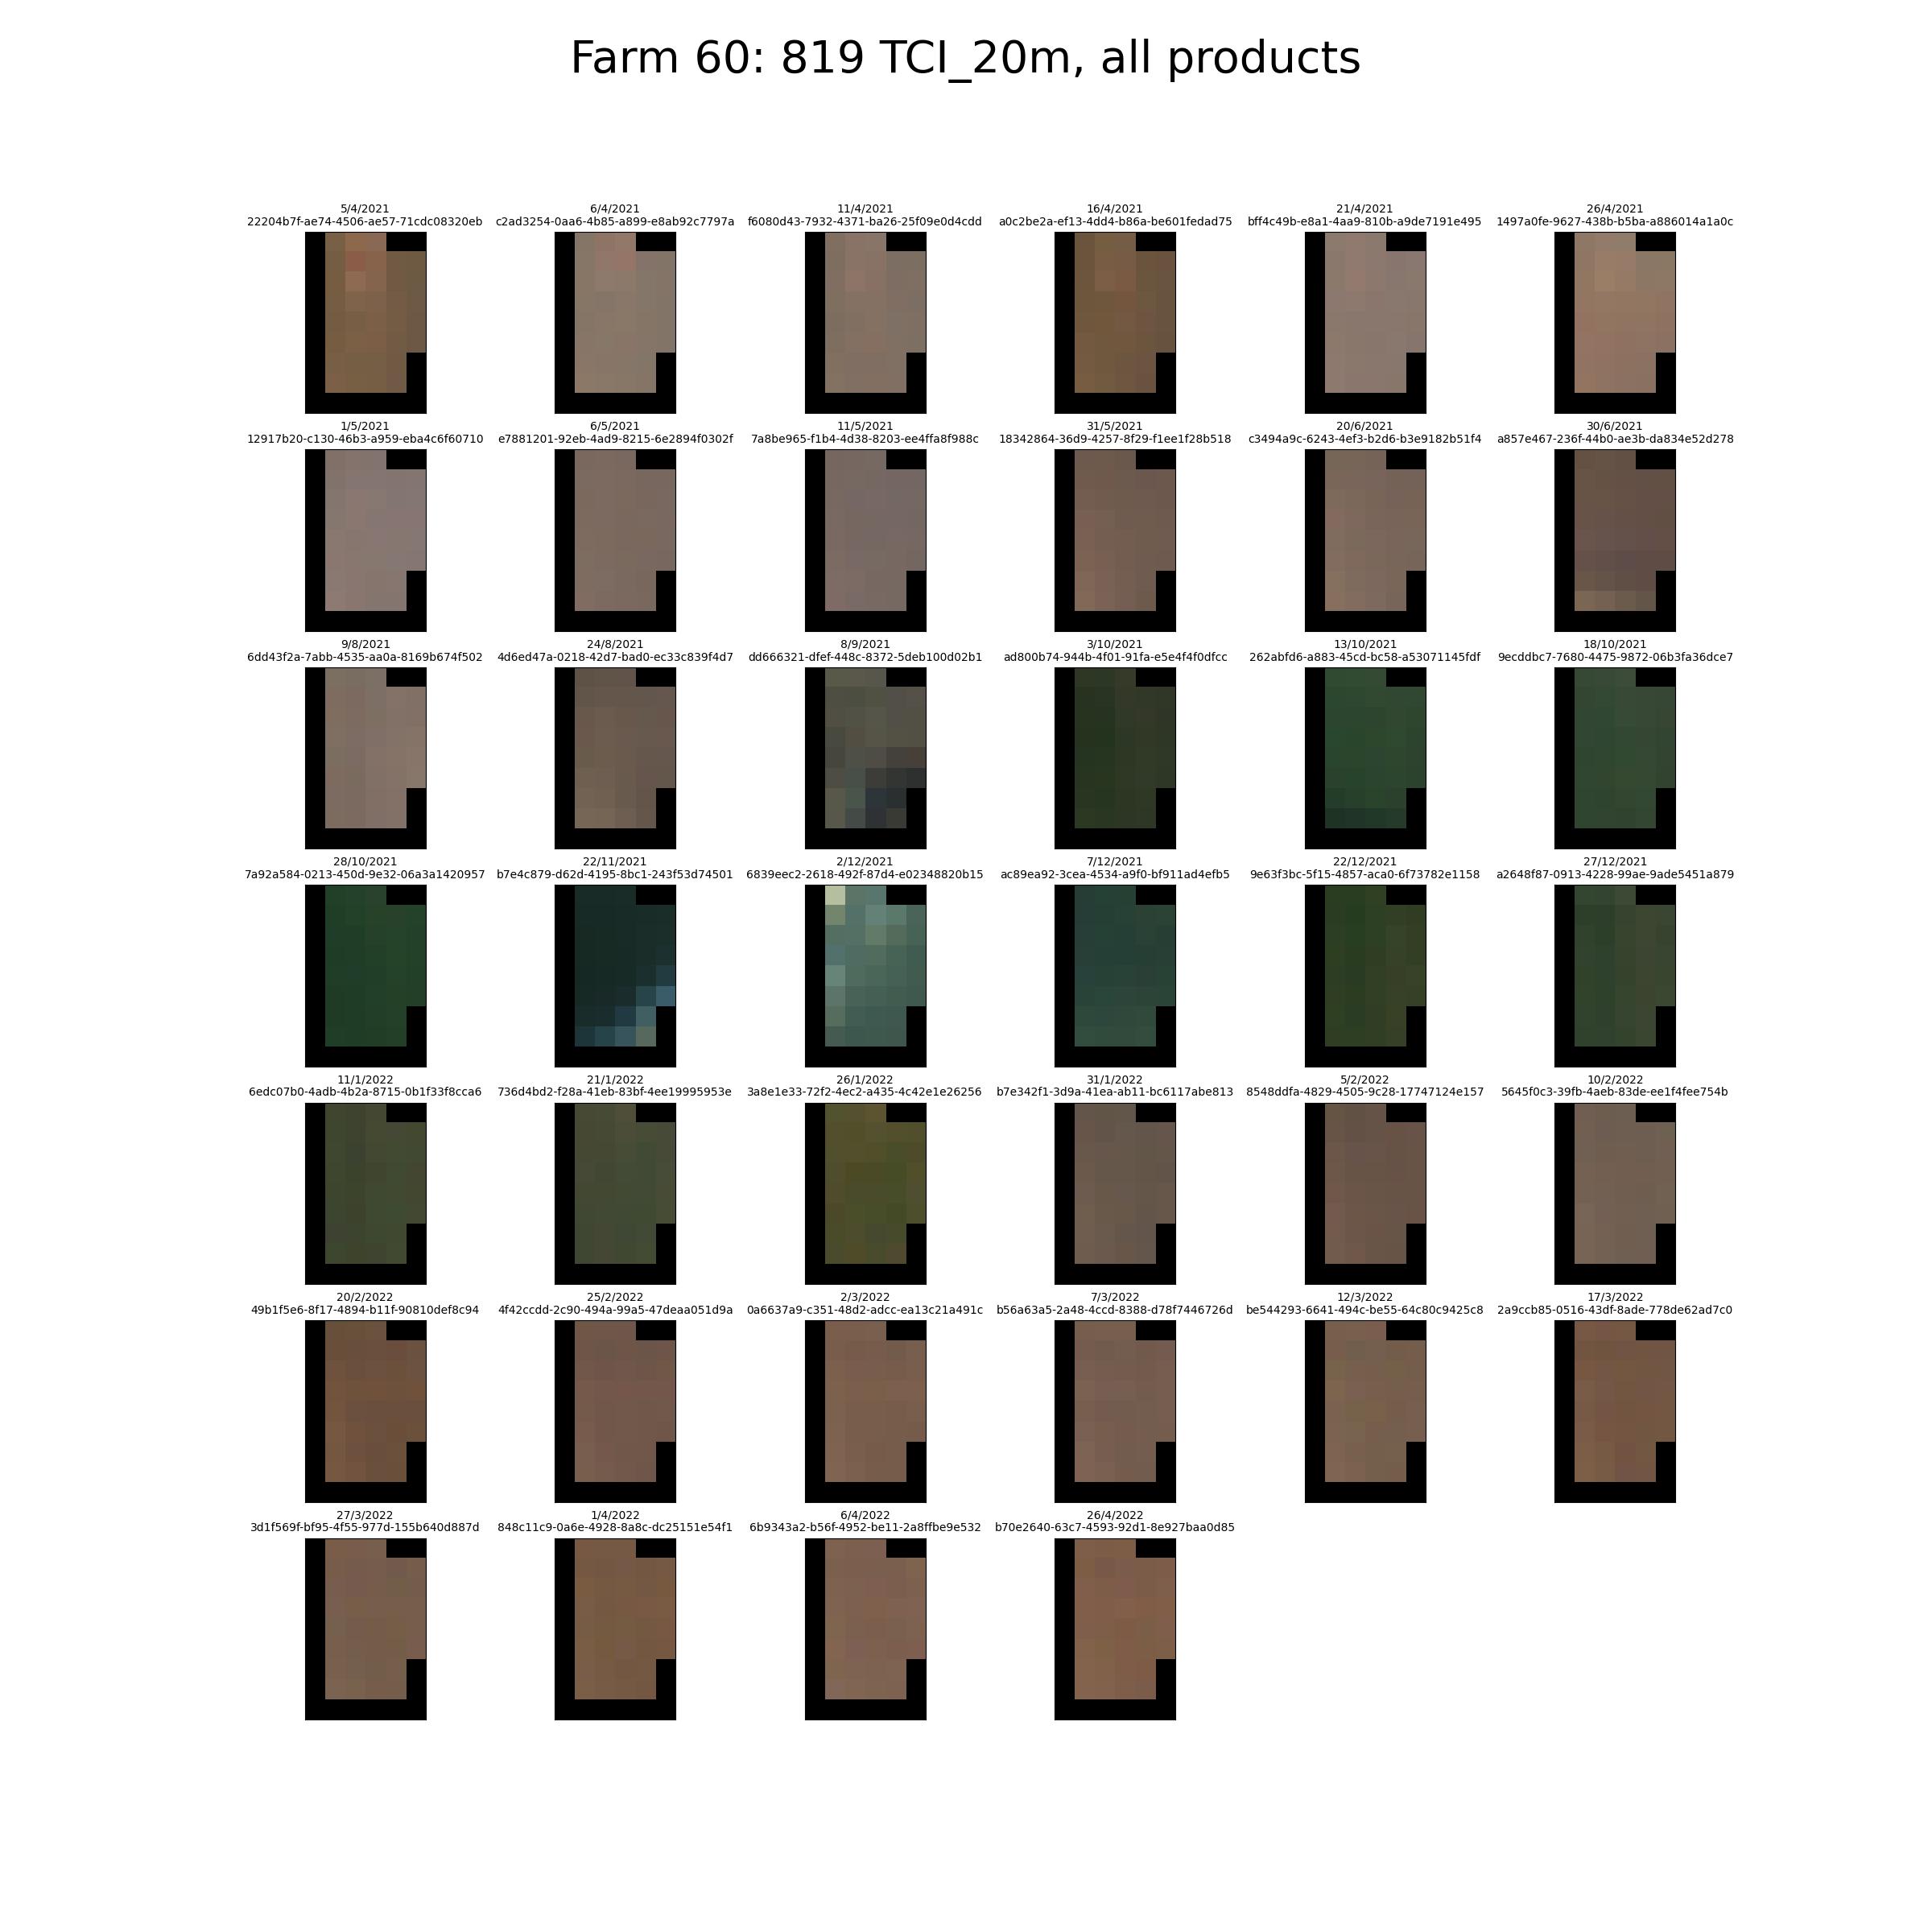 Farm 60: 819 TCI_20m, all products
5/4/2021
22204b7f-ae74-4506-ae57-71cdc08320eb
6/4/2021
c2ad3254-0aa6-4b85-a899-e8ab92c7797a
11/4/2021
f6080d43-7932-4371-ba26-25f09e0d4cdd
16/4/2021
a0c2be2a-ef13-4dd4-b86a-be601fedad75
21/4/2021
bff4c49b-e8a1-4aa9-810b-a9de7191e495
26/4/2021
1497a0fe-9627-438b-b5ba-a886014a1a0c
1/5/2021
12917b20-c130-46b3-a959-eba4c6f60710
6/5/2021
e7881201-92eb-4ad9-8215-6e2894f0302f
11/5/2021
7a8be965-f1b4-4d38-8203-ee4ffa8f988c
31/5/2021
18342864-36d9-4257-8f29-f1ee1f28b518
20/6/2021
c3494a9c-6243-4ef3-b2d6-b3e9182b51f4
30/6/2021
a857e467-236f-44b0-ae3b-da834e52d278
9/8/2021
6dd43f2a-7abb-4535-aa0a-8169b674f502
24/8/2021
4d6ed47a-0218-42d7-bad0-ec33c839f4d7
8/9/2021
dd666321-dfef-448c-8372-5deb100d02b1
3/10/2021
ad800b74-944b-4f01-91fa-e5e4f4f0dfcc
13/10/2021
262abfd6-a883-45cd-bc58-a53071145fdf
18/10/2021
9ecddbc7-7680-4475-9872-06b3fa36dce7
28/10/2021
7a92a584-0213-450d-9e32-06a3a1420957
22/11/2021
b7e4c879-d62d-4195-8bc1-243f53d74501
2/12/2021
6839eec2-2618-492f-87d4-e02348820b15
7/12/2021
ac89ea92-3cea-4534-a9f0-bf911ad4efb5
22/12/2021
9e63f3bc-5f15-4857-aca0-6f73782e1158
27/12/2021
a2648f87-0913-4228-99ae-9ade5451a879
11/1/2022
6edc07b0-4adb-4b2a-8715-0b1f33f8cca6
21/1/2022
736d4bd2-f28a-41eb-83bf-4ee19995953e
26/1/2022
3a8e1e33-72f2-4ec2-a435-4c42e1e26256
31/1/2022
b7e342f1-3d9a-41ea-ab11-bc6117abe813
5/2/2022
8548ddfa-4829-4505-9c28-17747124e157
10/2/2022
5645f0c3-39fb-4aeb-83de-ee1f4fee754b
20/2/2022
49b1f5e6-8f17-4894-b11f-90810def8c94
25/2/2022
4f42ccdd-2c90-494a-99a5-47deaa051d9a
2/3/2022
0a6637a9-c351-48d2-adcc-ea13c21a491c
7/3/2022
b56a63a5-2a48-4ccd-8388-d78f7446726d
12/3/2022
be544293-6641-494c-be55-64c80c9425c8
17/3/2022
2a9ccb85-0516-43df-8ade-778de62ad7c0
27/3/2022
3d1f569f-bf95-4f55-977d-155b640d887d
1/4/2022
848c11c9-0a6e-4928-8a8c-dc25151e54f1
6/4/2022
6b9343a2-b56f-4952-be11-2a8ffbe9e532
26/4/2022
b70e2640-63c7-4593-92d1-8e927baa0d85